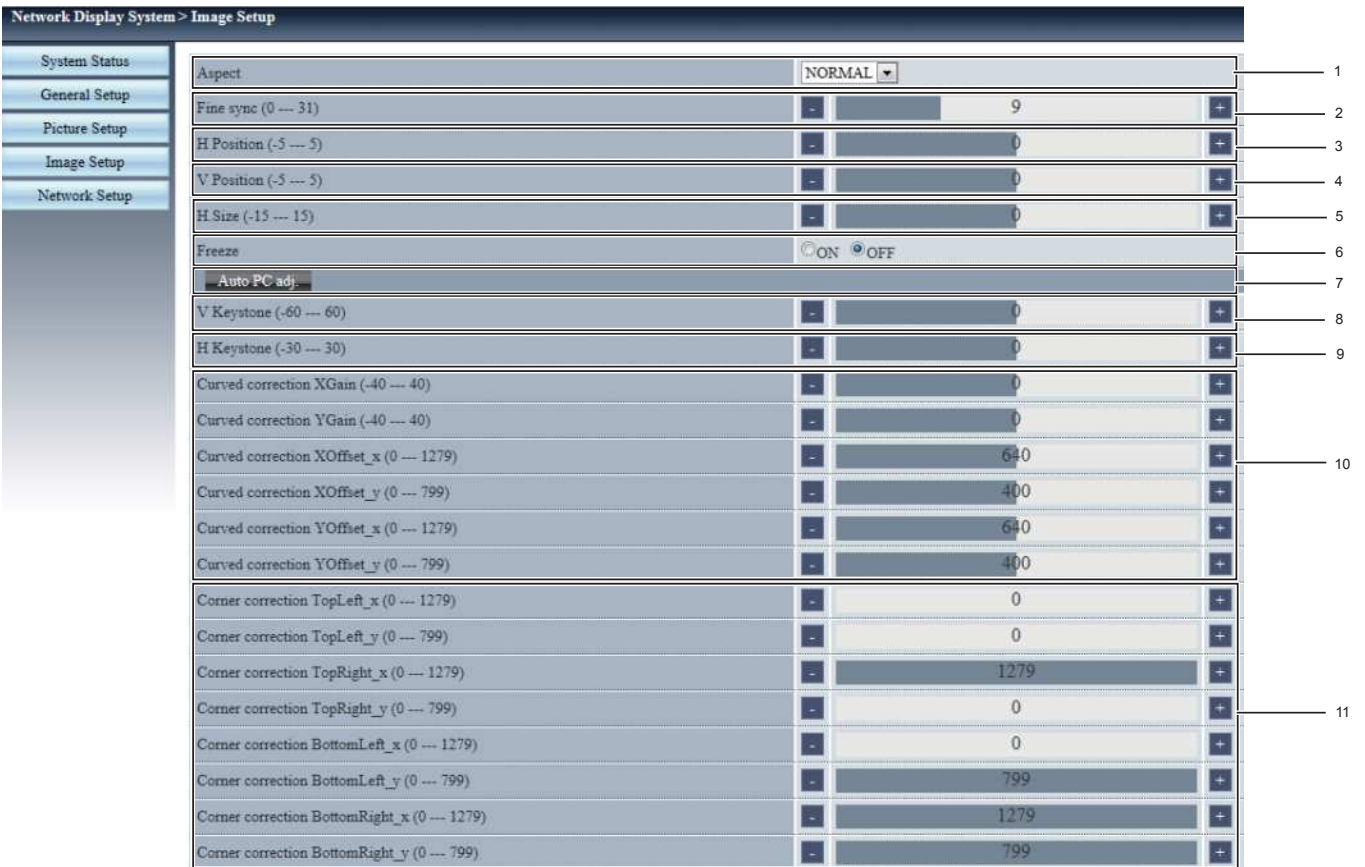 Network Display System > Image Setup
System Status
General Setup
Picture Setup
Image Setup
Network Setup
Aspect NORMAL 1
Fine sync (0 --- 31) - 9 + 2
H Position (-5 --- 5) - 0 + 3
V Position (-5 --- 5) - 0 + 4
H.Size (-15 --- 15) - 0 + 5
Freeze ON OFF 6
Auto PC adj. 7
V Keystone (-60 --- 60) - 0 + 8
H Keystone (-30 --- 30) - 0 + 9
Curved correction XGain (-40 --- 40) - 0 +
Curved correction YGain (-40 --- 40) - 0 +
Curved correction XOffset_x (0 --- 1279) - 640 + 10
Curved correction XOffset_y (0 --- 799) - 400 +
Curved correction YOffset_x (0 --- 1279) - 640 +
Curved correction YOffset_y (0 --- 799) - 400 +
Corner correction TopLeft_x (0 --- 1279) - 0 +
Corner correction TopLeft_y (0 --- 799) - 0 +
Corner correction TopRight_x (0 --- 1279) - 1279 +
Corner correction TopRight_y (0 --- 799) - 0 + 11
Corner correction BottomLeft_x (0 --- 1279) - 0 +
Corner correction BottomLeft_y (0 --- 799) - 799 +
Corner correction BottomRight_x (0 --- 1279) - 1279 +
Corner correction BottomRight_y (0 --- 799) - 799 +